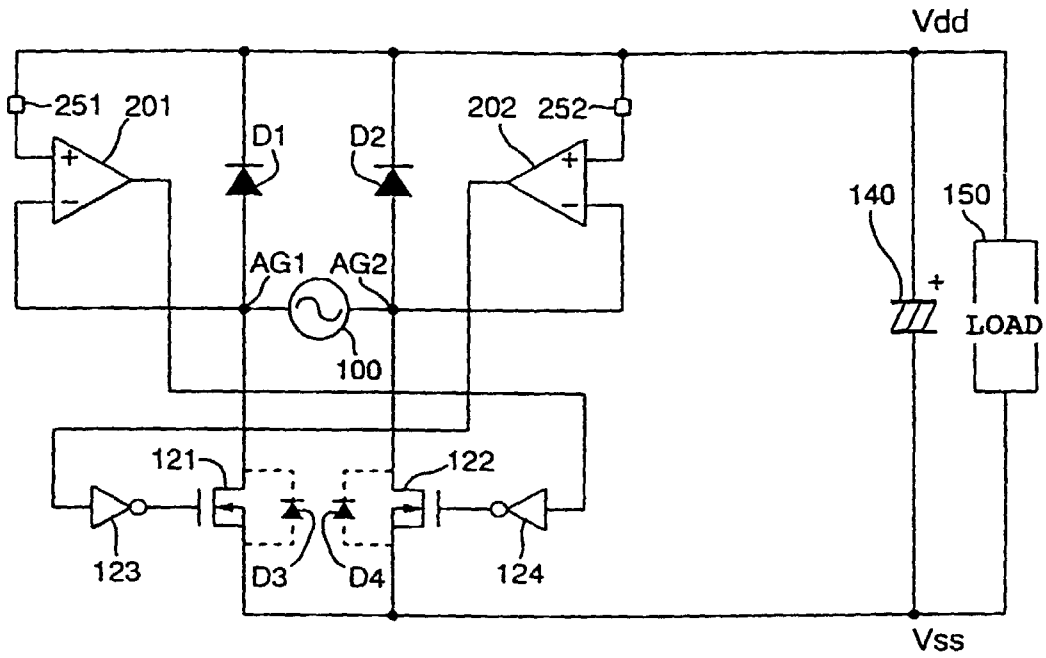 Vdd
251 201
202 252
D1 D2
+ +
− −
140 150
AG1 AG2
+
LOAD
100
121 122
123 D3 D4 124
Vss